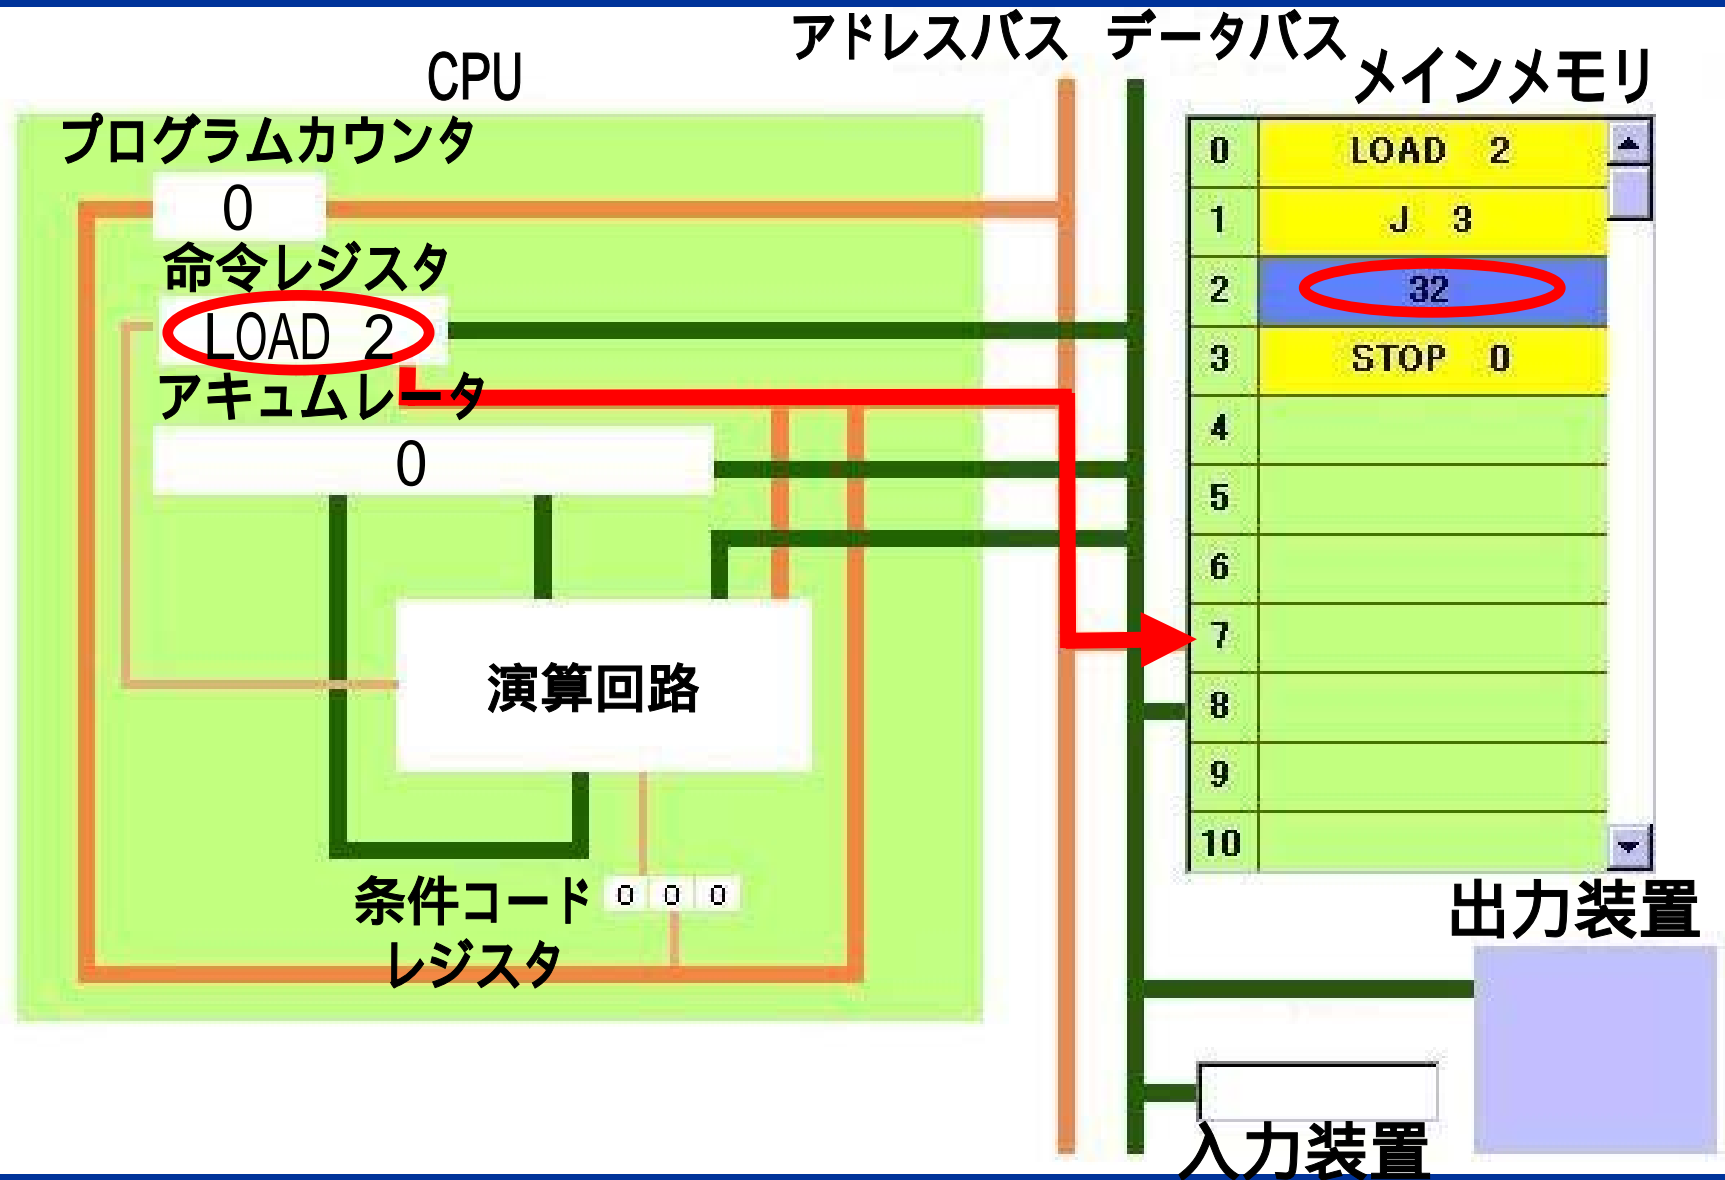 アドレスバス データバス
CPU
メインメモリ
プログラムカウンタ
0
命令レジスタ
LOAD 2
アキュムレータ
0
演算回路
条件コード 0 0 0
レジスタ
0 LOAD 2
1 J 3
2 32
3 STOP 0
4
5
6
7
8
9
10
出力装置
入力装置